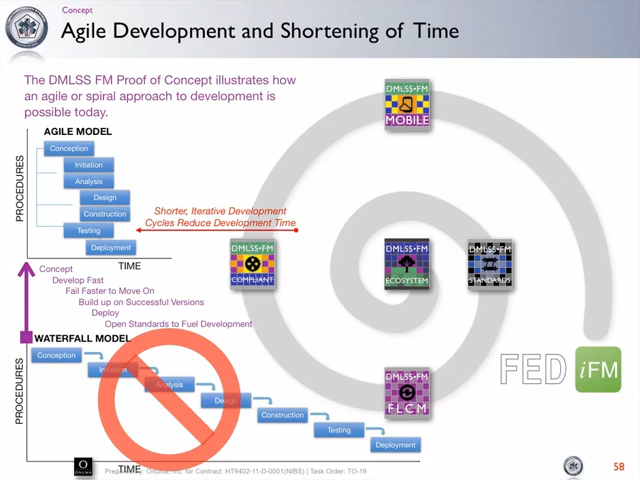 Concept
Agile Development and Shortening of Time
The DMLSS FM Proof of Concept illustrates how
an agile or spiral approach to development is
possible today.
AGILE MODEL
PROCEDURES
Conception
Initiation
Analysis
Design
Construction
Testing
Deployment
TIME
Shorter, Iterative Development
Cycles Reduce Development Time
Concept
Develop Fast
Fail Faster to Move On
Build up on Successful Versions
Deploy
Open Standards to Fuel Development
WATERFALL MODEL
PROCEDURES
Conception
Initiation
Analysis
Design
Construction
Testing
Deployment
TIME
DMLSS•FM
MOBILE
DMLSS•FM
COMPLIANT
DMLSS•FM
ECOSYSTEM
DMLSS•FM
STANDARDS
DMLSS•FM
FLCM
FED iFM
O
ONUMA
Prepared by: Onuma, Inc. for Contract: HT9402-11-D-0001(NIBS) | Task Order: TO-19
58